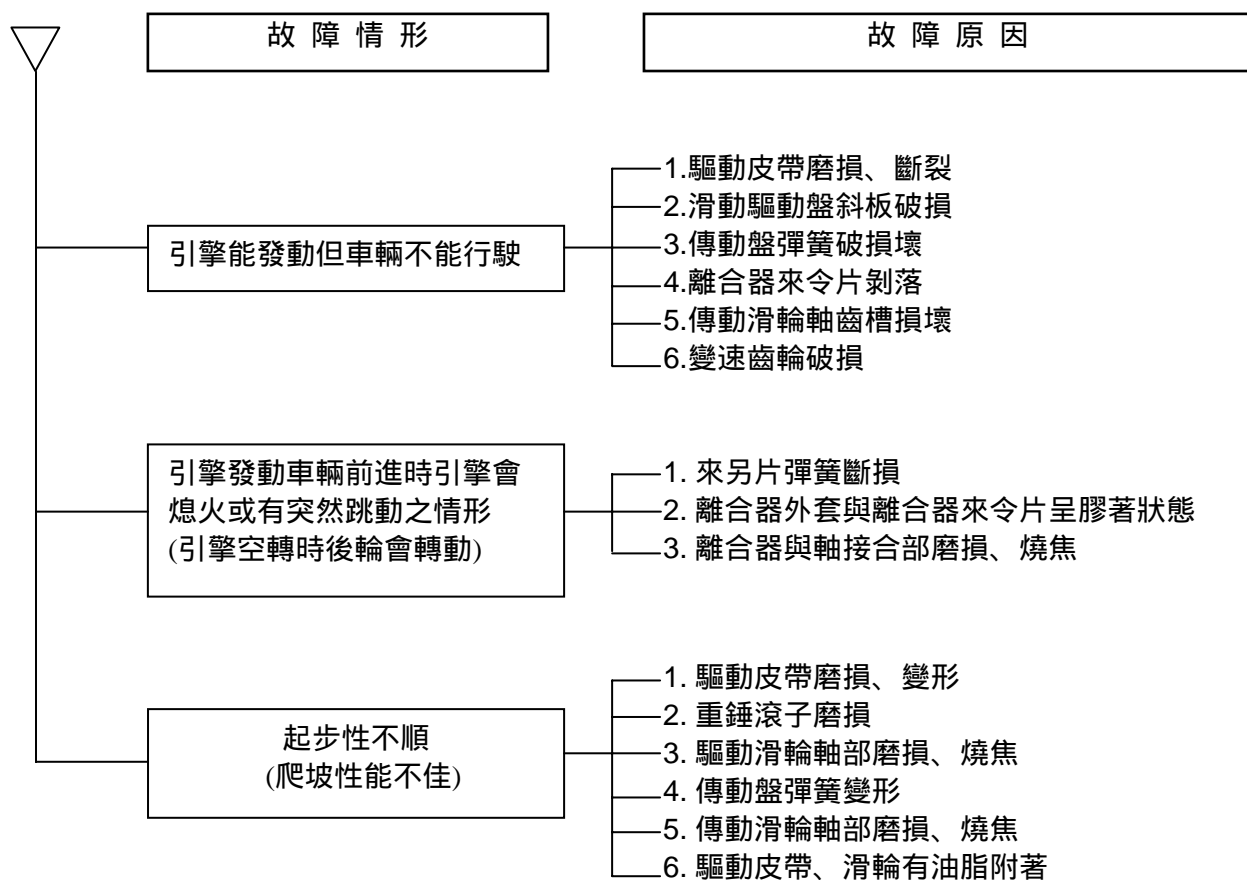 故 障 情 形
故 障 原 因
引擎能發動但車輛不能行駛
1.驅動皮帶磨損、斷裂
2.滑動驅動盤斜板破損
3.傳動盤彈簧破損壞
4.離合器來令片剝落
5.傳動滑輪軸齒槽損壞
6.變速齒輪破損
引擎發動車輛前進時引擎會
熄火或有突然跳動之情形
(引擎空轉時後輪會轉動)
1. 來另片彈簧斷損
2. 離合器外套與離合器來令片呈膠著狀態
3. 離合器與軸接合部磨損、燒焦
起步性不順
(爬坡性能不佳)
1. 驅動皮帶磨損、變形
2. 重錘滾子磨損
3. 驅動滑輪軸部磨損、燒焦
4. 傳動盤彈簧變形
5. 傳動滑輪軸部磨損、燒焦
6. 驅動皮帶、滑輪有油脂附著